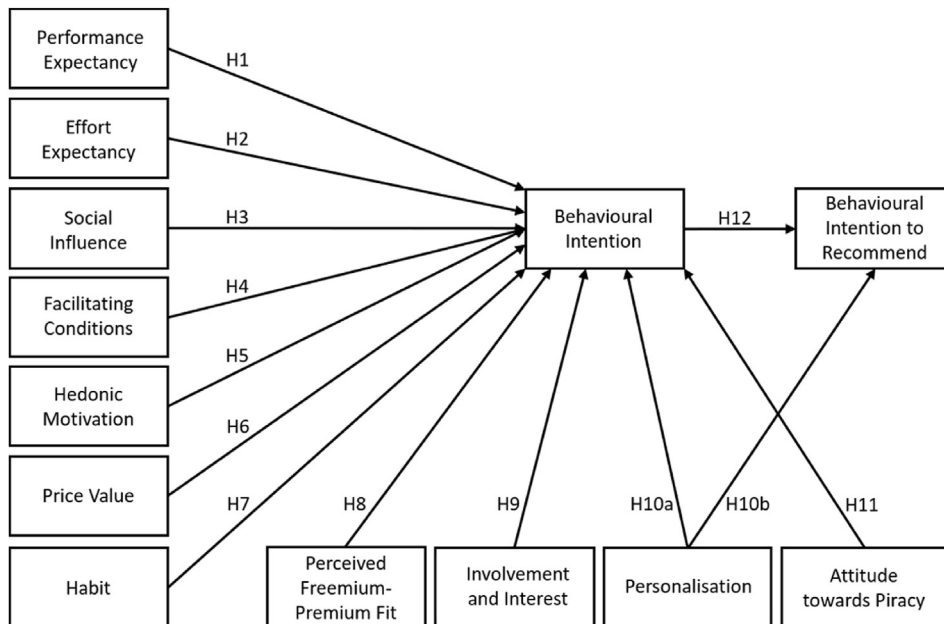 Performance
Expectancy
H1
Effort
Expectancy
H2
Social
Influence
H3
Behavioural
Intention
H12
Behavioural
Intention to
Recommend
Facilitating
Conditions
H4
Hedonic
Motivation
H5
Price Value
H6
Habit
H7
H8
H9
H10a
H10b
H11
Perceived
Freemium-
Premium Fit
Involvement
and Interest
Personalisation
Attitude
towards Piracy